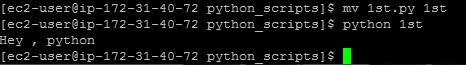 [ec2-user@ip-172-31-40-72 python_scripts]$ mv 1st.py 1st
[ec2-user@ip-172-31-40-72 python_scripts]$ python 1st
Hey , python
[ec2-user@ip-172-31-40-72 python_scripts]$